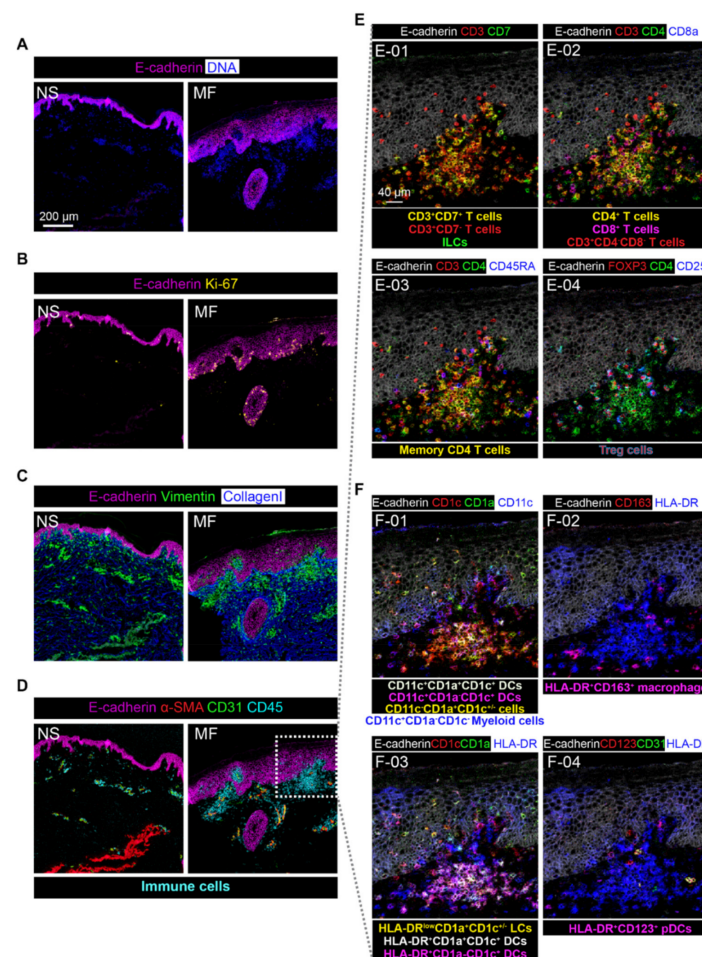 A
E-cadherin DNA
NS
MF
200 µm
B
E-cadherin Ki-67
NS
MF
C
E-cadherin Vimentin CollagenI
NS
MF
D
E-cadherin α-SMA CD31 CD45
NS
MF
Immune cells
E
E-cadherin CD3 CD7
E-01
40 µm
CD3⁺CD7⁺ T cells
CD3⁺CD7⁻ T cells
ILCs
E-cadherin CD3 CD4 CD8a
E-02
CD4⁺ T cells
CD8⁺ T cells
CD3⁺CD4⁻CD8⁻ T cells
E-cadherin CD3 CD4 CD45RA
E-03
Memory CD4 T cells
E-cadherin FOXP3 CD4 CD25
E-04
Treg cells
F
E-cadherin CD1c CD1a CD11c
F-01
CD11c⁺CD1a⁺CD1c⁺ DCs
CD11c⁺CD1a⁻CD1c⁺ DCs
CD11c⁻CD1a⁺CD1c⁺/⁻ cells
CD11c⁺CD1a⁻CD1c⁻Myeloid cells
E-cadherin CD163 HLA-DR
F-02
HLA-DR⁺CD163⁺ macrophag
E-cadherinCD1cCD1a HLA-DR
F-03
HLA-DRˡᵒʷCD1a⁺CD1c⁺/⁻ LCs
HLA-DR⁺CD1a⁺CD1c⁺ DCs
HLA-DR⁺CD1a-CD1c⁺ DCs
E-cadherinCD123CD31 HLA-D
F-04
HLA-DR⁺CD123⁺ pDCs